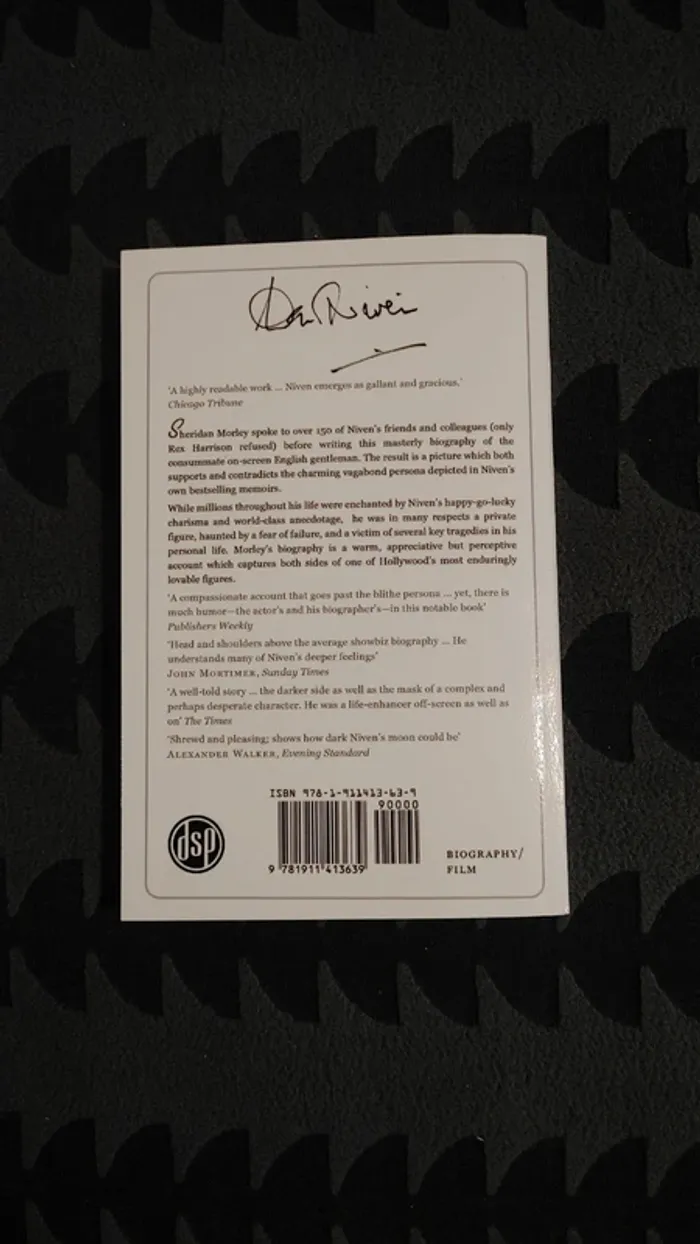 David Niven
'A highly readable work ... Niven emerges as gallant and gracious.'
Chicago Tribune
Sheridan Morley spoke to over 150 of Niven's friends and colleagues (only
Rex Harrison refused) before writing this masterly biography of the
consummate on-screen English gentleman. The result is a picture which both
supports and contradicts the charming vagabond persona depicted in Niven's
own bestselling memoirs.
While millions throughout his life were enchanted by Niven's happy-go-lucky
charisma and world-class anecdotage, he was in many respects a private
figure, haunted by a fear of failure, and a victim of several key tragedies in his
personal life. Morley's biography is a warm, appreciative but perceptive
account which captures both sides of one of Hollywood's most enduringly
lovable figures.
'A compassionate account that goes past the blithe persona ... yet, there is
much humor—the actor's and his biographer's—in this notable book'
Publishers Weekly
'Head and shoulders above the average showbiz biography ... He
understands many of Niven's deeper feelings'
JOHN MORTIMER, Sunday Times
'A well-told story ... the darker side as well as the mask of a complex and
perhaps desperate character. He was a life-enhancer off-screen as well as
on' The Times
'Shrewd and pleasing; shows how dark Niven's moon could be'
ALEXANDER WALKER, Evening Standard
ISBN 978-1-911413-63-9
90000
dsp
9 781911 413639
BIOGRAPHY/
FILM